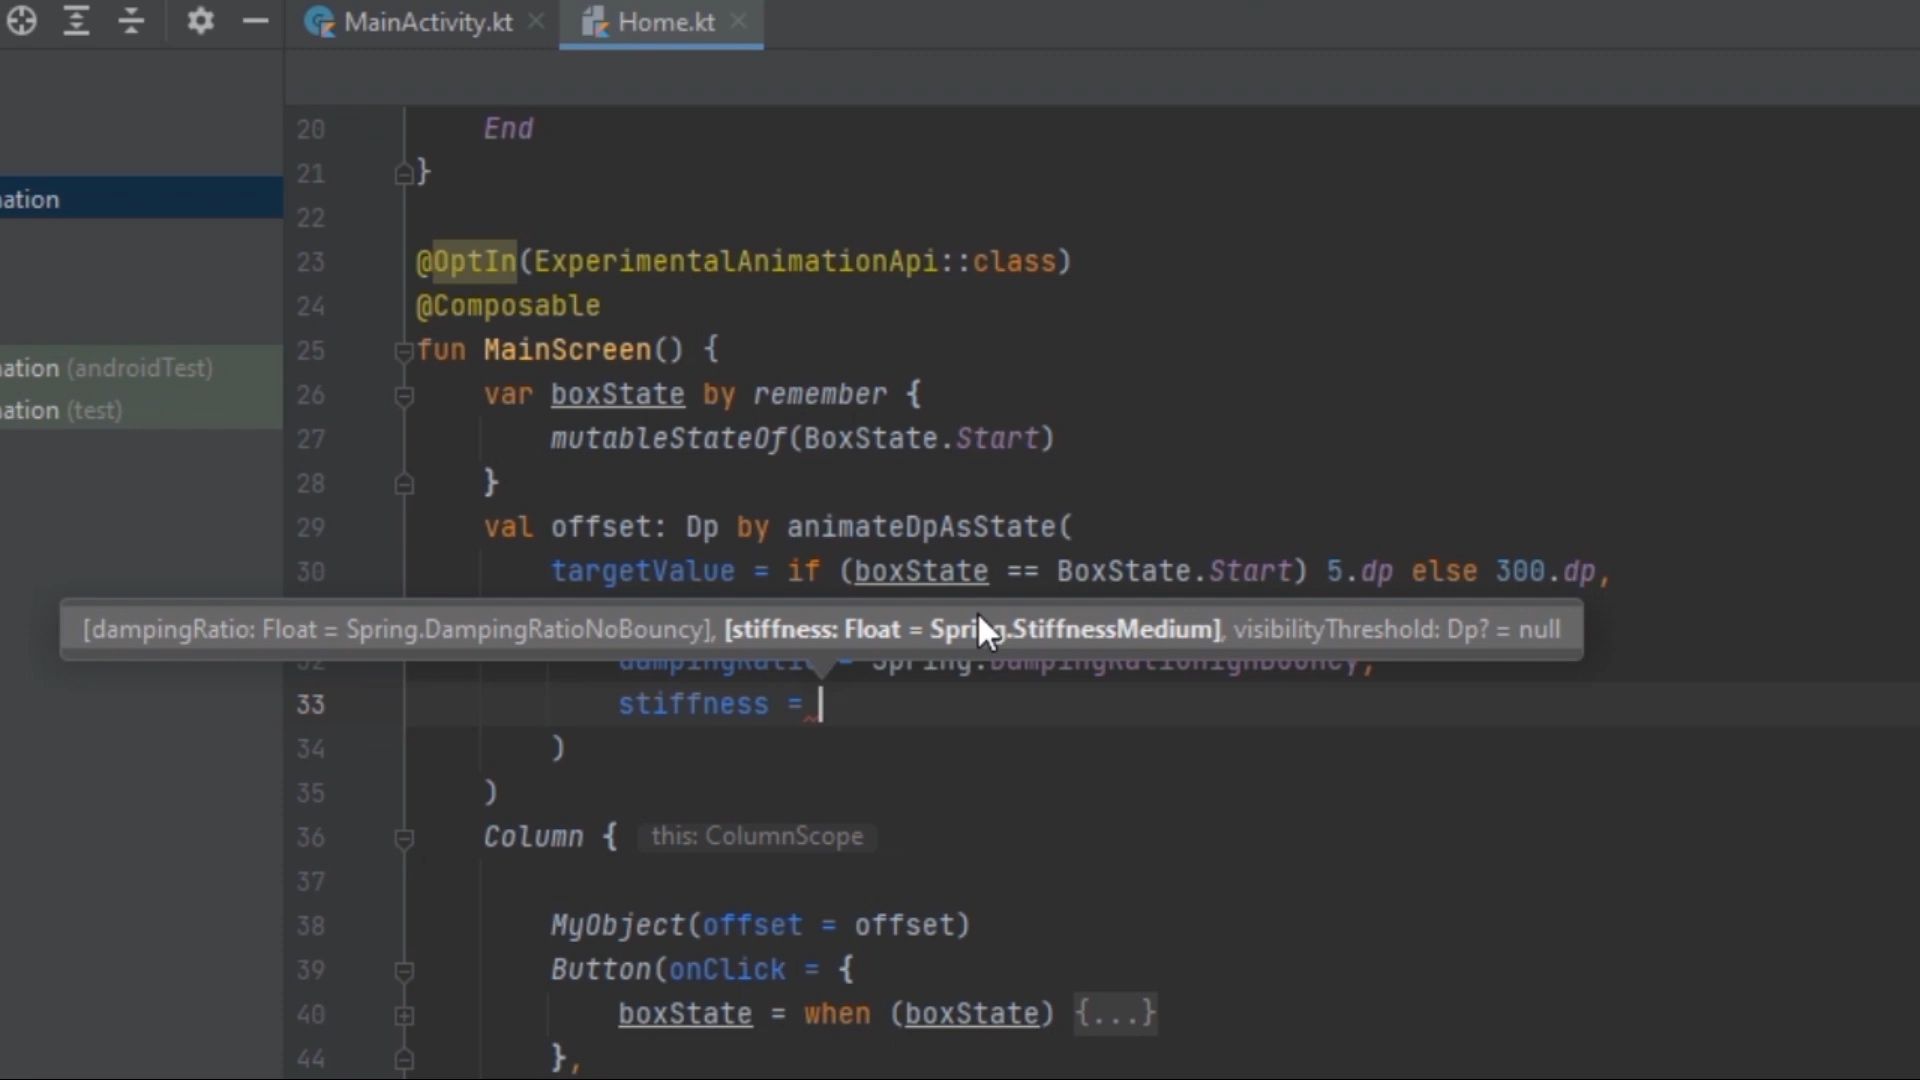 MainActivity.kt
Home.kt
20 End
21 }
22
ation
23 @OptIn(ExperimentalAnimationApi::class)
24 @Composable
25 fun MainScreen() {
ation (androidTest)
26 var boxState by remember {
ation (test)
27 mutableStateOf(BoxState.Start)
28 }
29 val offset: Dp by animateDpAsState(
30 targetValue = if (boxState == BoxState.Start) 5.dp else 300.dp,
[dampingRatio: Float = Spring.DampingRatioNoBouncy], [stiffness: Float = Spring.StiffnessMedium], visibilityThreshold: Dp? = null
32 dampingRatio = Spring.DampingRatioHighBouncy,
33 stiffness =
34 )
35 )
36 Column { this: ColumnScope
37
38 MyObject(offset = offset)
39 Button(onClick = {
40 boxState = when (boxState) {...}
44 },